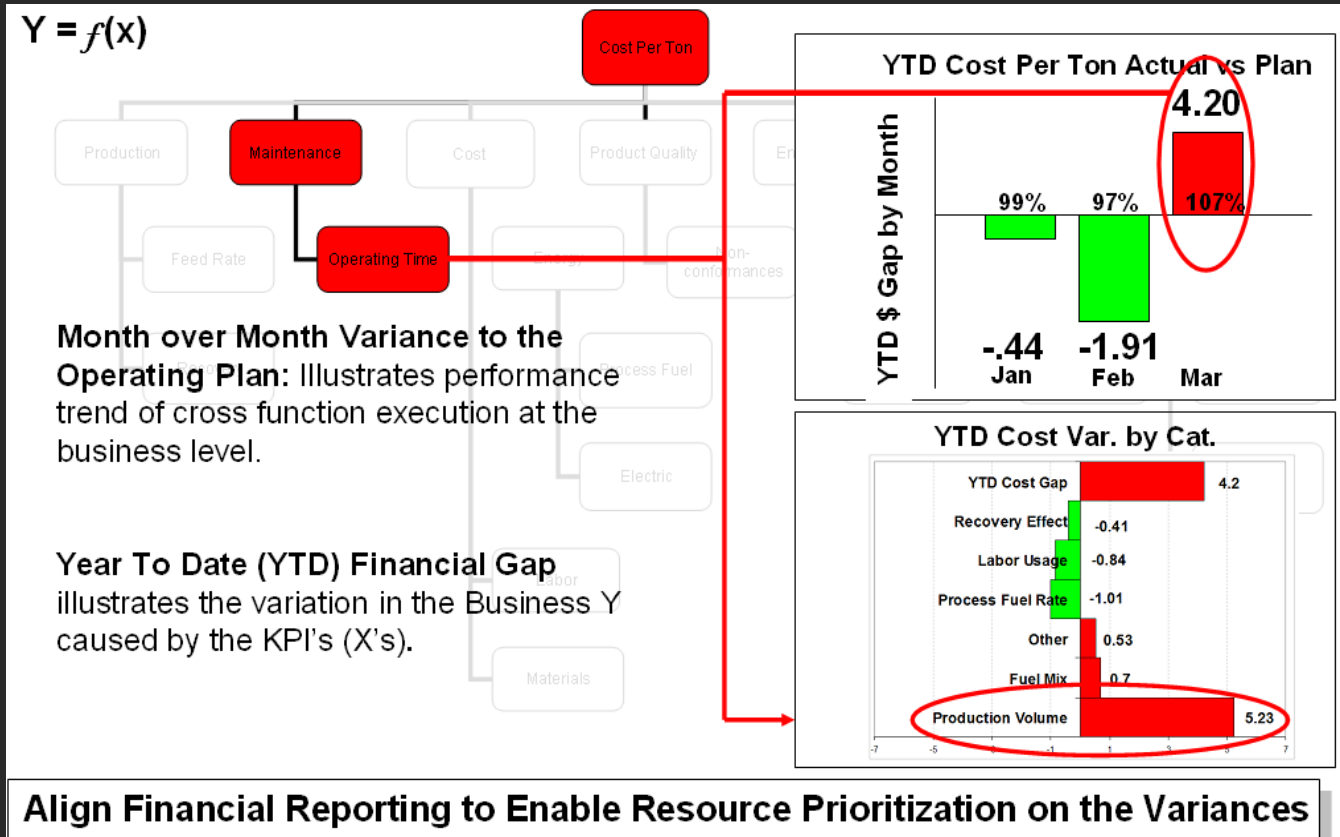 Y = f(x)
Cost Per Ton
Production
Maintenance
Cost
Product Quality
Feed Rate
Operating Time
Energy
Non-
conformances
Process Fuel
Electric
Labor
Materials
Month over Month Variance to the
Operating Plan: Illustrates performance
trend of cross function execution at the
business level.
Year To Date (YTD) Financial Gap
illustrates the variation in the Business Y
caused by the KPI's (X's).
YTD Cost Per Ton Actual vs Plan
YTD $ Gap by Month
4.20
99%
97%
107%
-.44
-1.91
Jan
Feb
Mar
YTD Cost Var. by Cat.
YTD Cost Gap
4.2
Recovery Effect
-0.41
Labor Usage
-0.84
Process Fuel Rate
-1.01
Other
0.53
Fuel Mix
0.7
Production Volume
5.23
-7
-5
-1
1
5
7
Align Financial Reporting to Enable Resource Prioritization on the Variances